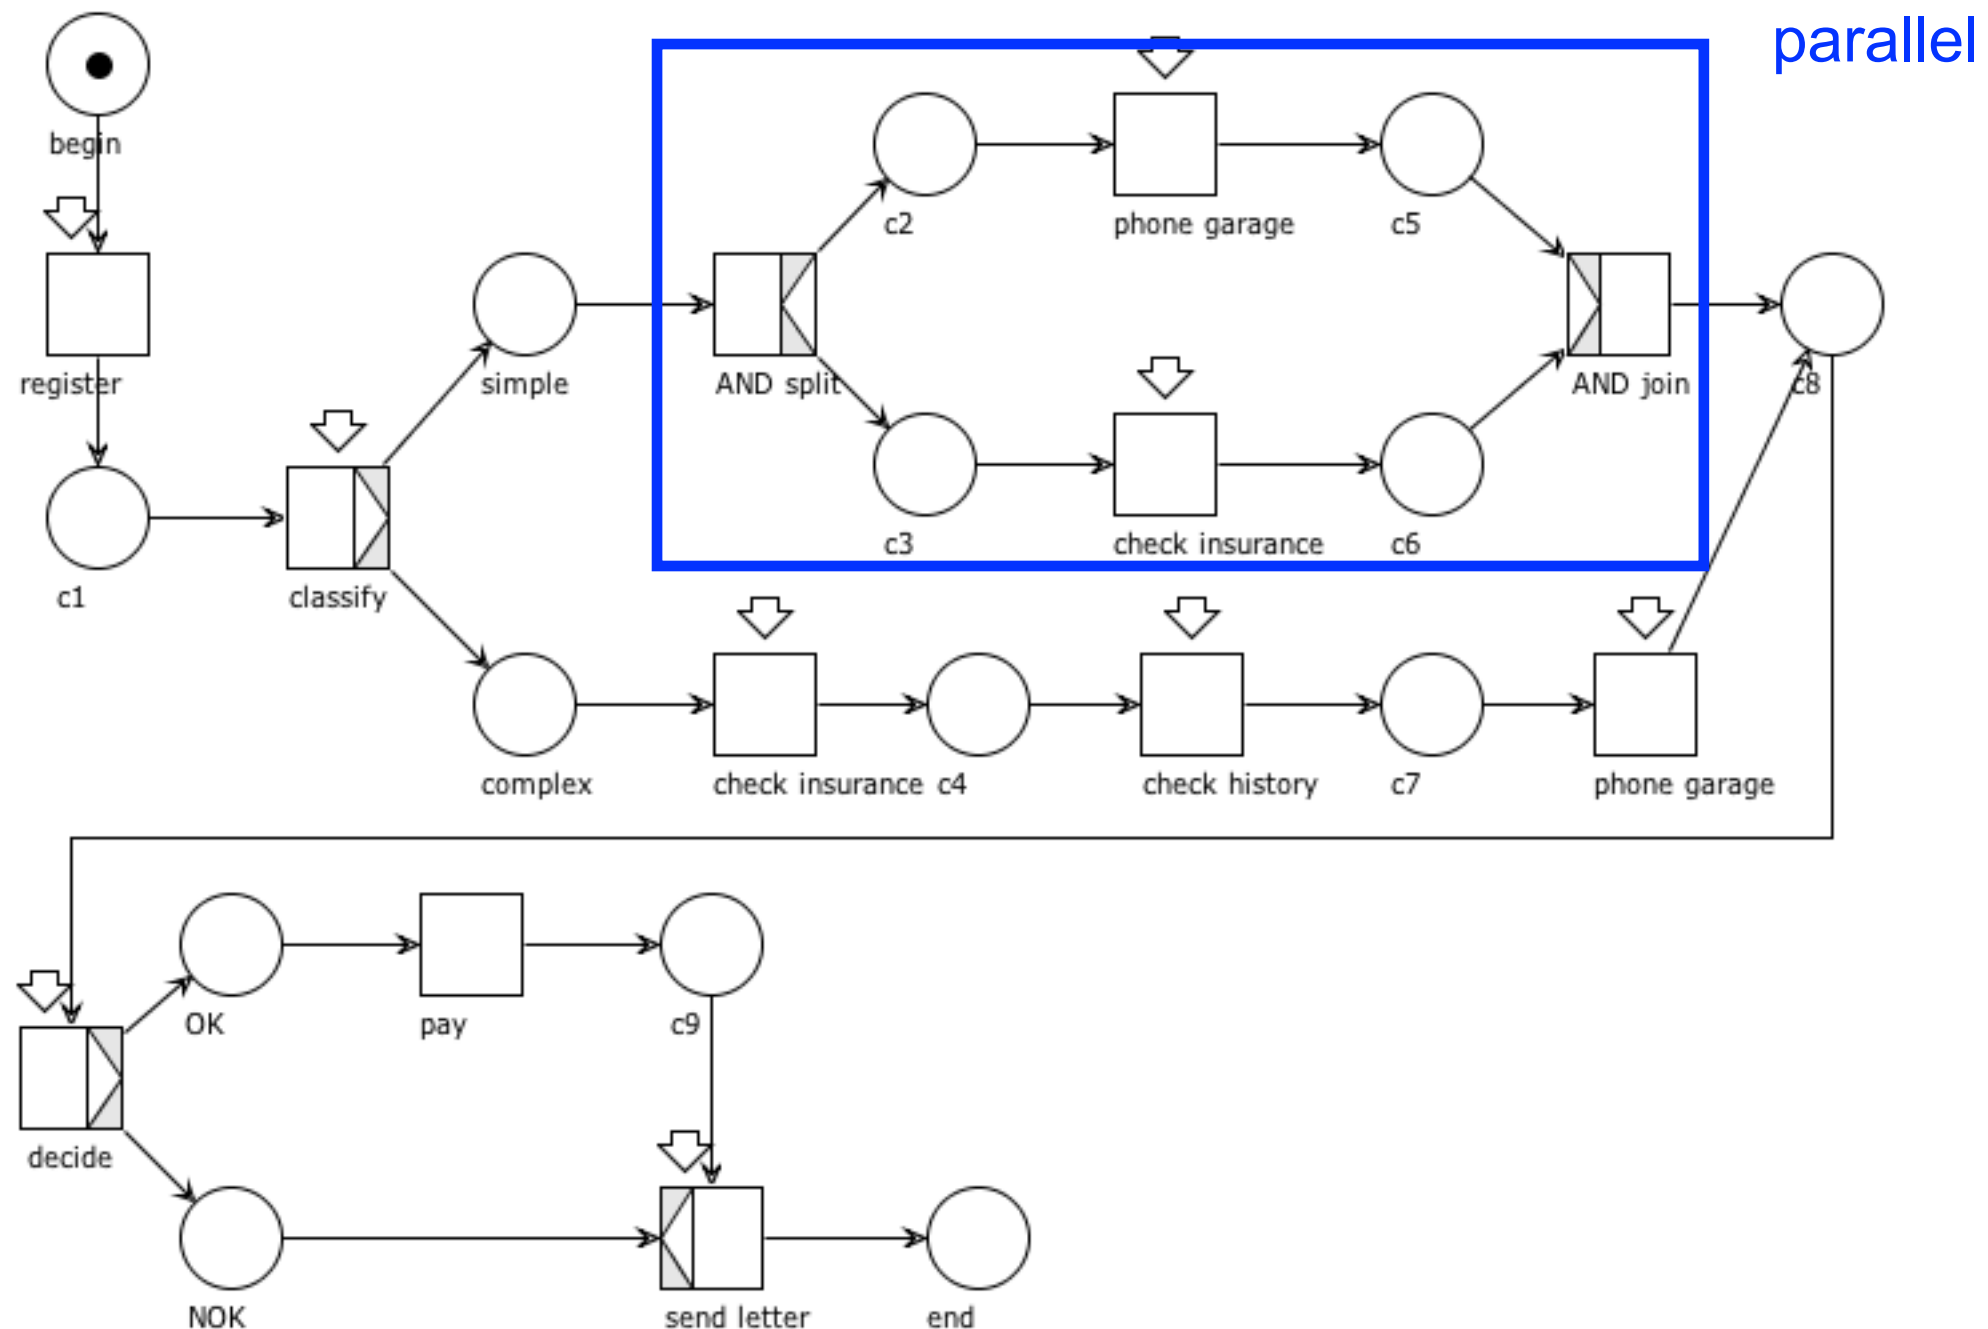 parallel
begin
c2
phone garage
c5
register
simple
AND split
AND join
c8
c3
check insurance
c6
c1
classify
complex
check insurance
c4
check history
c7
phone garage
OK
pay
c9
decide
NOK
send letter
end